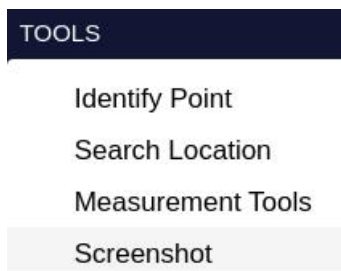 TOOLS
Identify Point
Search Location
Measurement Tools
Screenshot